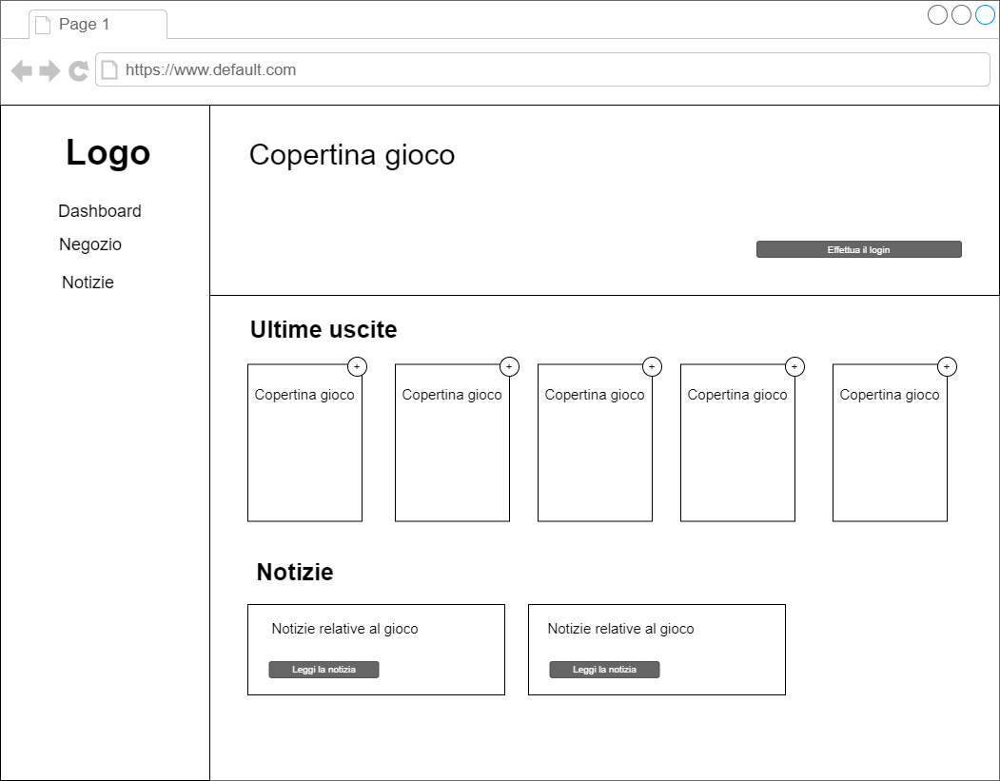 Page 1
https://www.default.com
Logo
Dashboard
Negozio
Notizie
Copertina gioco
Effettua il login
Ultime uscite
+ + + + +
Copertina gioco Copertina gioco Copertina gioco Copertina gioco Copertina gioco
Notizie
Notizie relative al gioco
Leggi la notizia
Notizie relative al gioco
Leggi la notizia